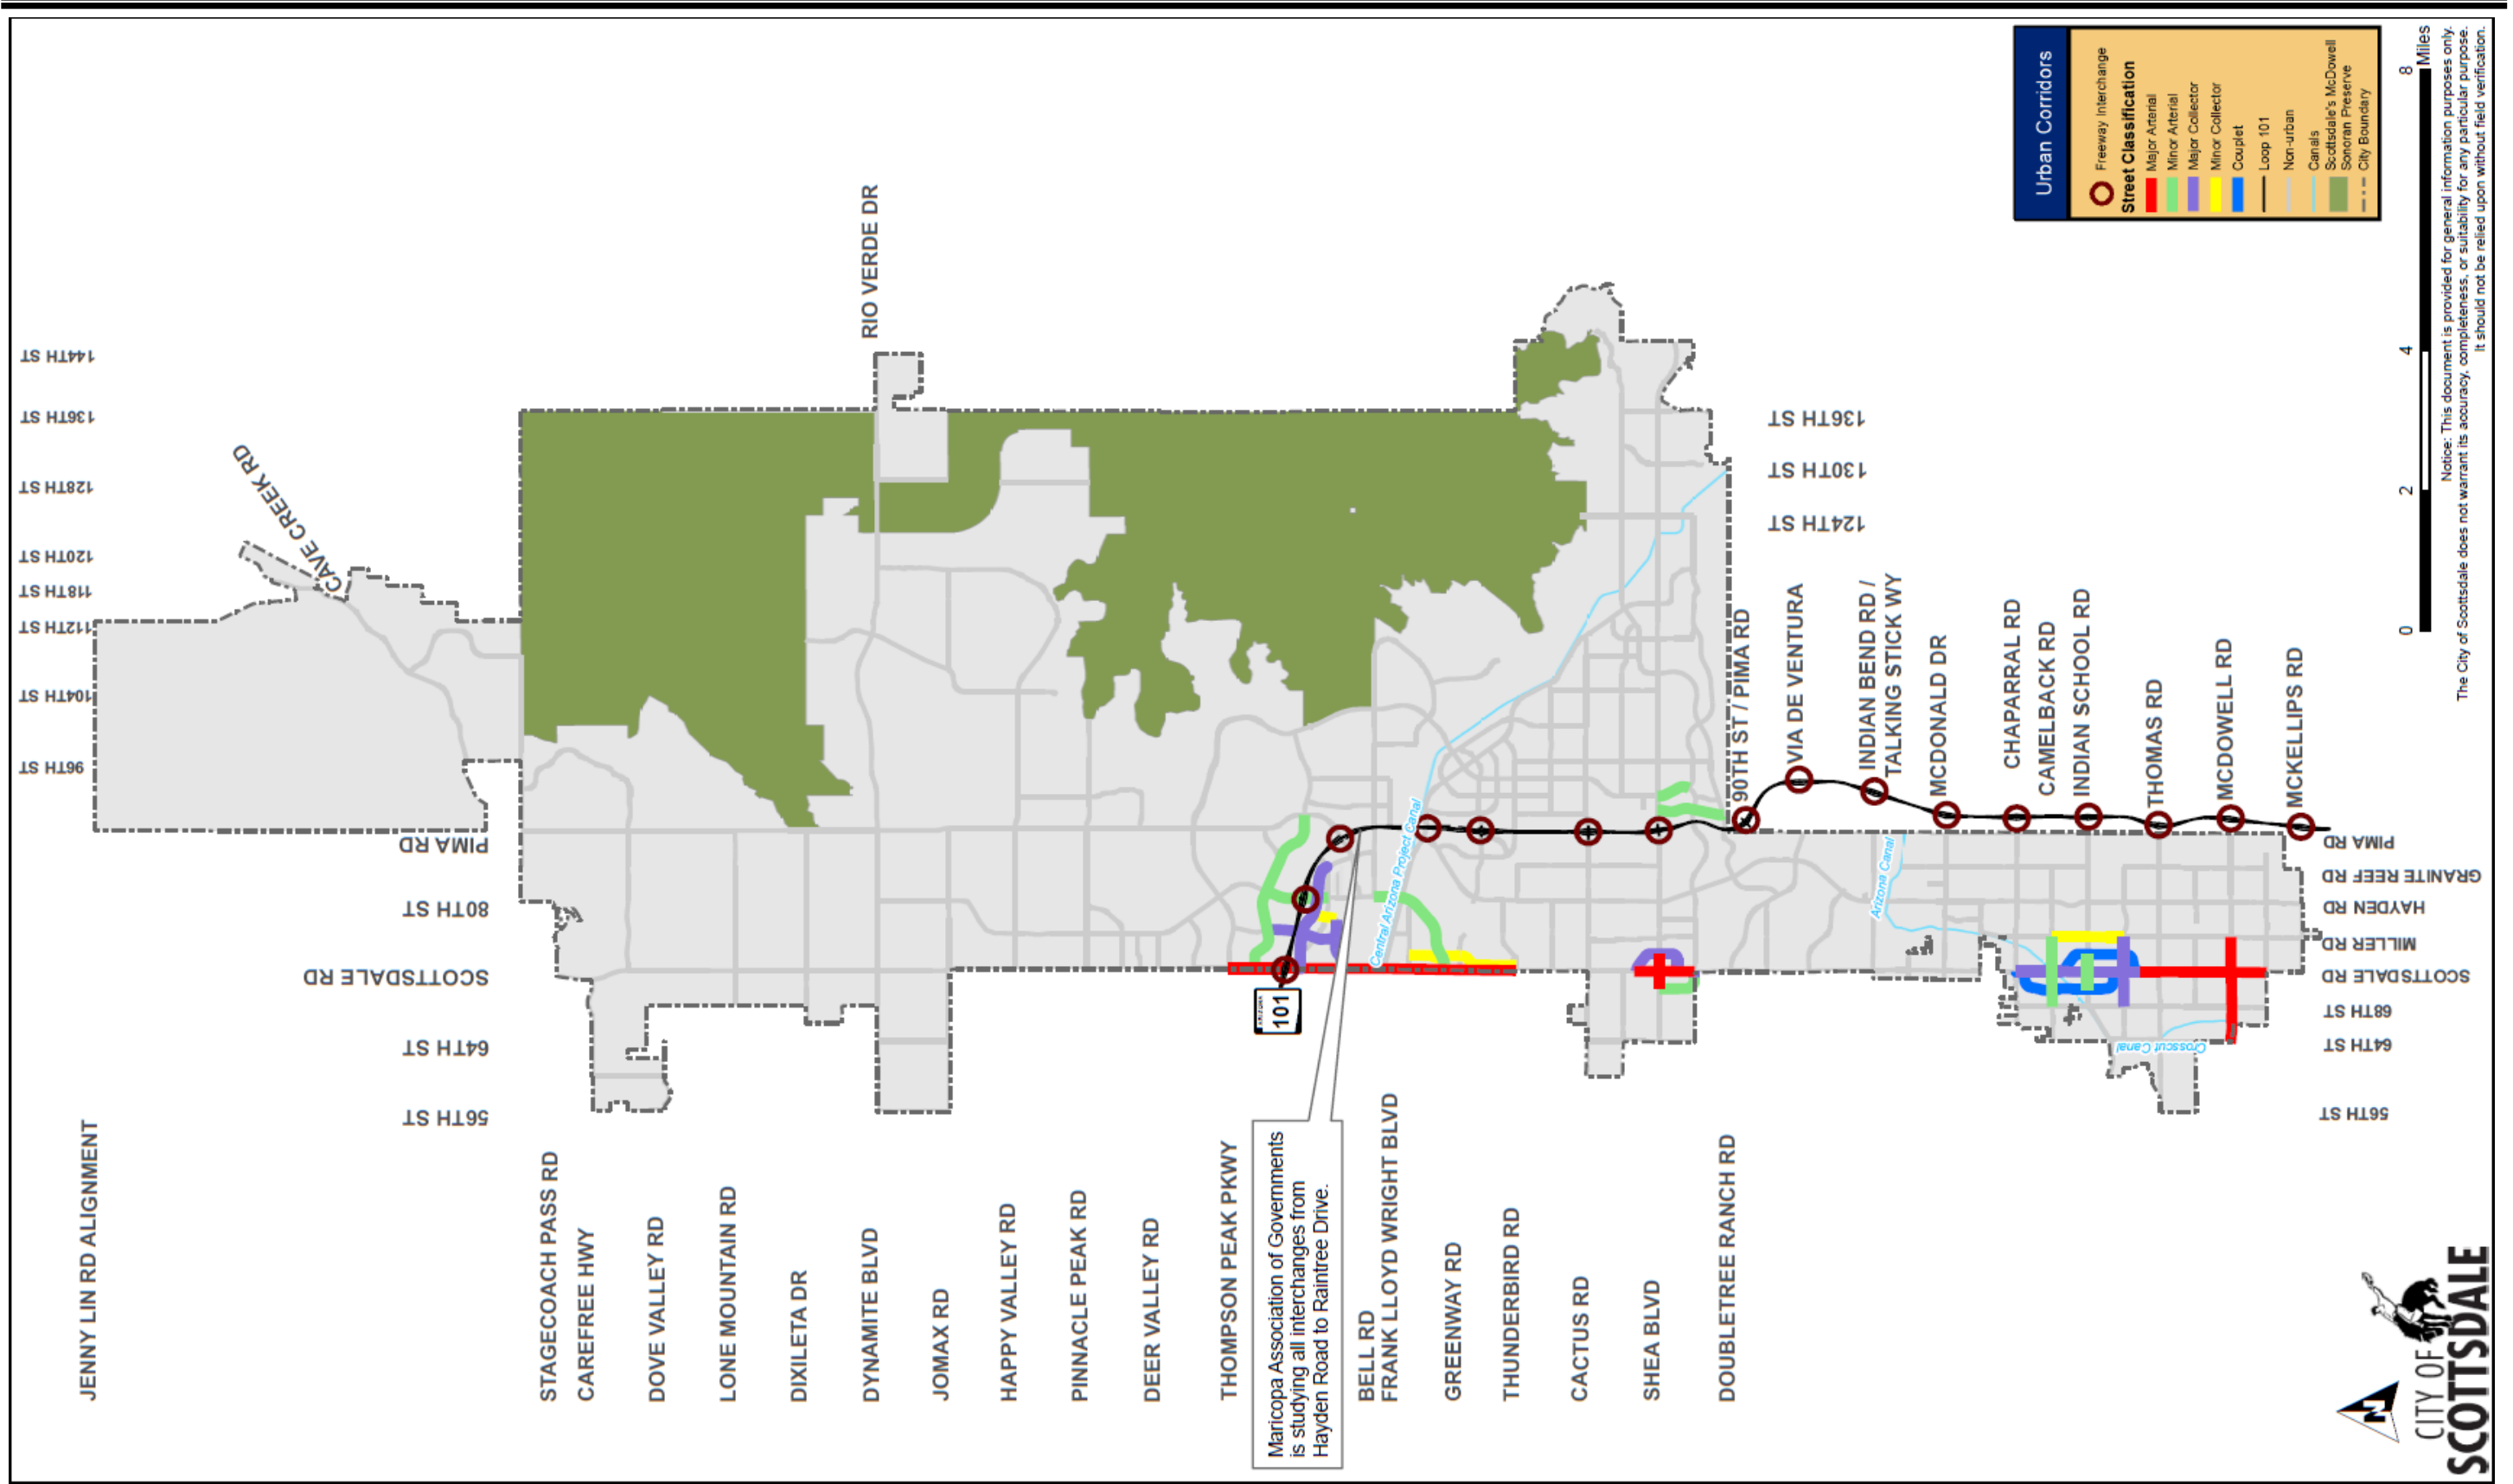 144TH ST
136TH ST
128TH ST
120TH ST
118TH ST
112TH ST
104TH ST
96TH ST
CAVE CREEK RD
RIO VERDE DR
PIMA RD
80TH ST
SCOTTSDALE RD
64TH ST
56TH ST
136TH ST
130TH ST
124TH ST
JENNY LIN RD ALIGNMENT
STAGECOACH PASS RD
CAREFREE HWY
DOVE VALLEY RD
LONE MOUNTAIN RD
DIXILETA DR
DYNAMITE BLVD
JOMAX RD
HAPPY VALLEY RD
PINNACLE PEAK RD
DEER VALLEY RD
THOMPSON PEAK PKWY
BELL RD
FRANK LLOYD WRIGHT BLVD
GREENWAY RD
THUNDERBIRD RD
CACTUS RD
SHEA BLVD
DOUBLETREE RANCH RD
Maricopa Association of Governments
is studying all interchanges from
Hayden Road to Raintree Drive.
ARIZONA
101
Central Arizona Project Canal
Arizona Canal
Crosscut Canal
90TH ST / PIMA RD
VIA DE VENTURA
INDIAN BEND RD /
TALKING STICK WY
MCDONALD DR
CHAPARRAL RD
CAMELBACK RD
INDIAN SCHOOL RD
THOMAS RD
MCDOWELL RD
MCKELLIPS RD
PIMA RD
GRANITE REEF RD
HAYDEN RD
MILLER RD
SCOTTSDALE RD
68TH ST
64TH ST
56TH ST
Urban Corridors
Freeway Interchange
Street Classification
Major Arterial
Minor Arterial
Major Collector
Minor Collector
Couplet
Loop 101
Non-urban
Canals
Scottsdale's McDowell
Sonoran Preserve
City Boundary
0 2 4 8
Miles
Notice: This document is provided for general information purposes only.
The City of Scottsdale does not warrant its accuracy, completeness, or suitability for any particular purpose.
It should not be relied upon without field verification.
N
CITY OF
SCOTTSDALE